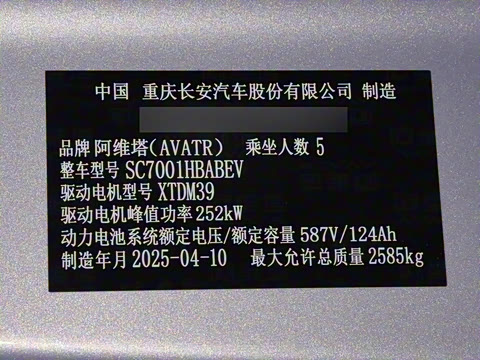 中国 重庆长安汽车股份有限公司 制造
品牌 阿维塔(AVATR) 乘坐人数 5
整车型号 SC7001HBABEV
驱动电机型号 XTDM39
驱动电机峰值功率 252kW
动力电池系统额定电压/额定容量 587V/124Ah
制造年月 2025-04-10 最大允许总质量 2585kg